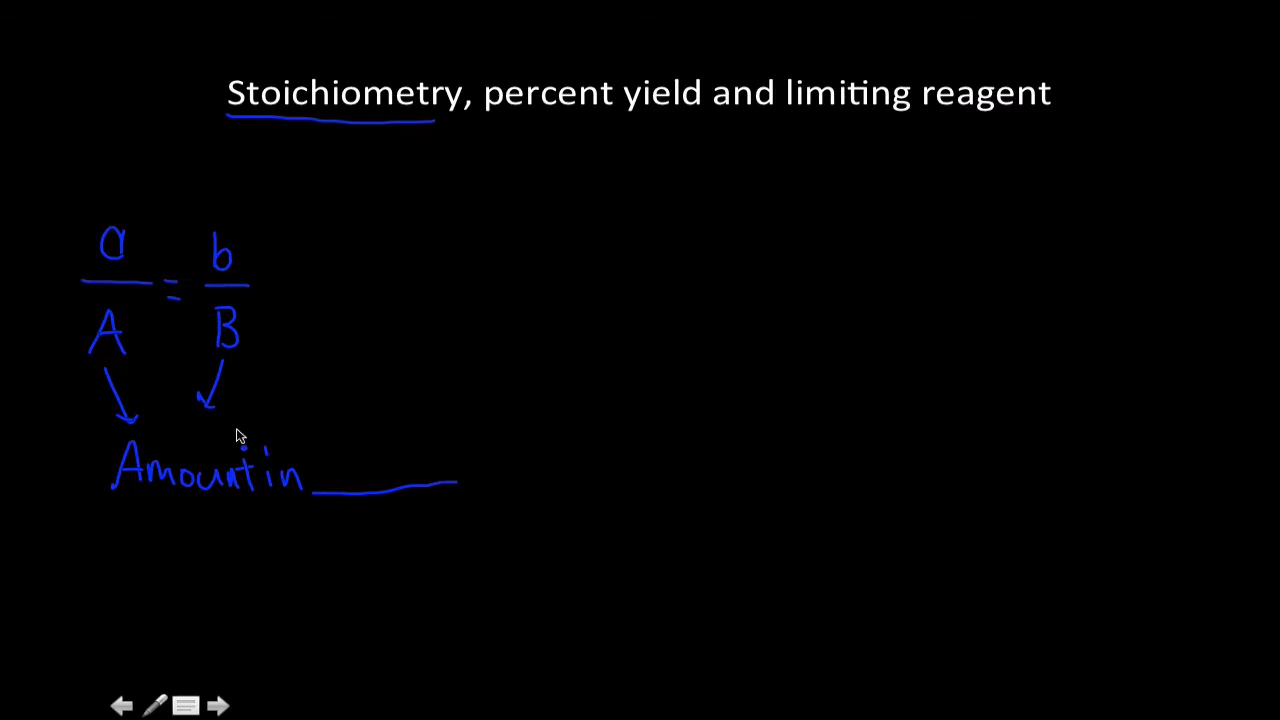 Stoichiometry, percent yield and limiting reagent
a = b
A B
Amount in